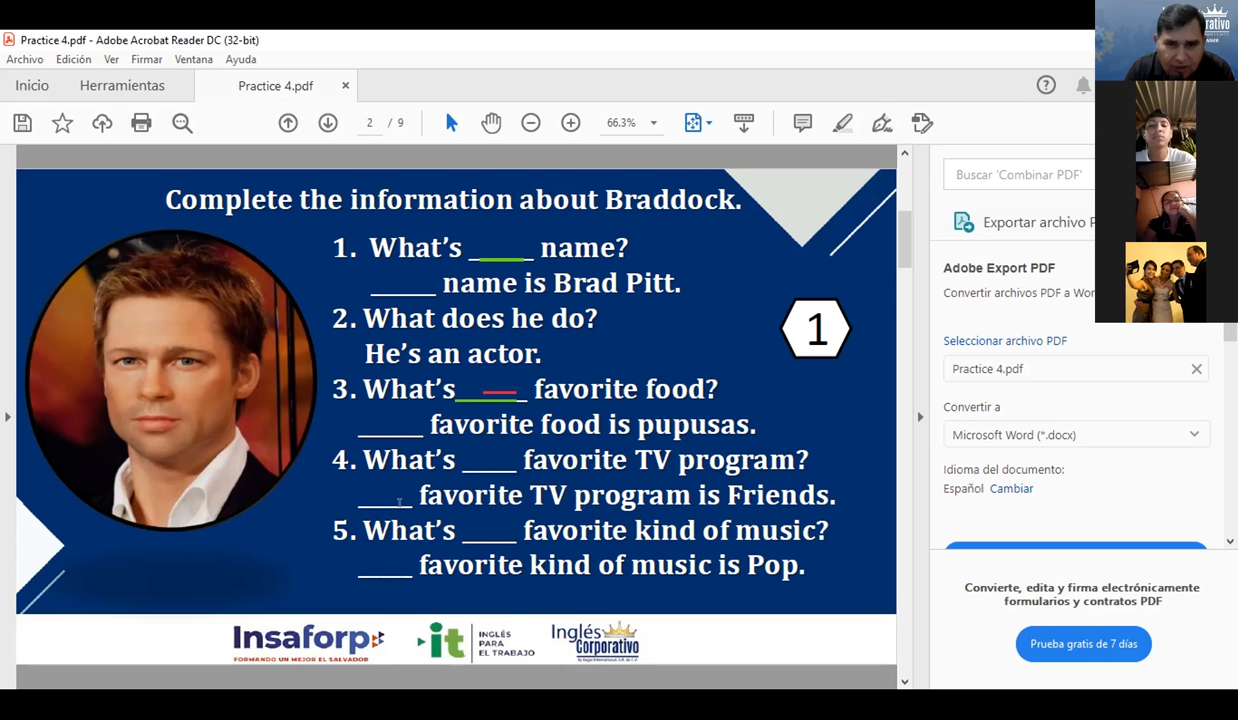 Practice 4.pdf - Adobe Acrobat Reader DC (32-bit)
Archivo Edición Ver Firmar Ventana Ayuda
Inicio Herramientas Practice 4.pdf ×
2 / 9 66.3%
Complete the information about Braddock.
1. What's _____ name?
_____ name is Brad Pitt.
2. What does he do?
He's an actor.
3. What's _____ favorite food?
_____ favorite food is pupusas.
4. What's ____ favorite TV program?
____ favorite TV program is Friends.
5. What's ____ favorite kind of music?
____ favorite kind of music is Pop.
1
Insaforp
FORMANDO UN MEJOR EL SALVADOR
it
INGLÉS
PARA
EL TRABAJO
Inglés
Corporativo
Buscar 'Combinar PDF'
Exportar archivo P
Adobe Export PDF
Convertir archivos PDF a Wor
Seleccionar archivo PDF
Practice 4.pdf
Convertir a
Microsoft Word (*.docx)
Idioma del documento:
Español Cambiar
Convierte, edita y firma electrónicamente
formularios y contratos PDF
Prueba gratis de 7 días